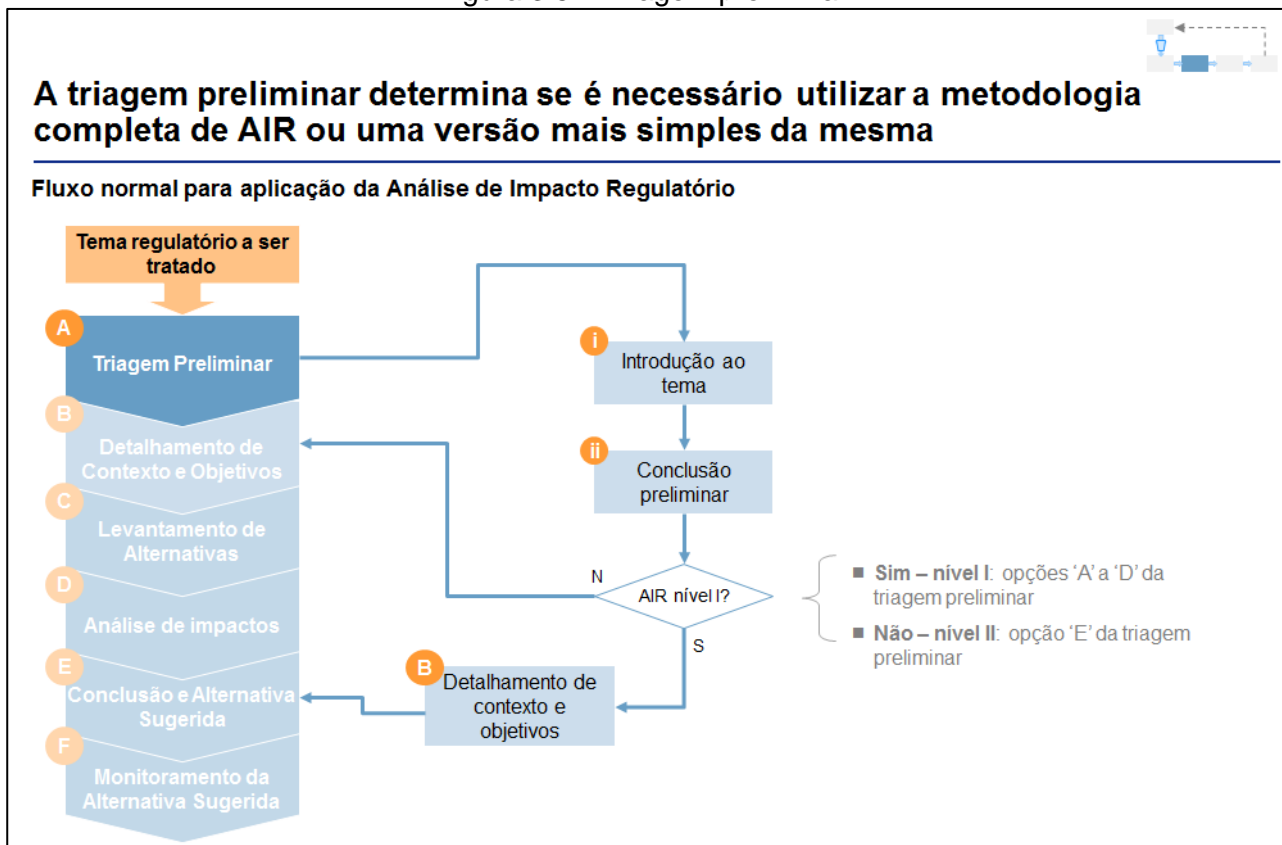 A triagem preliminar determina se é necessário utilizar a metodologia
completa de AIR ou uma versão mais simples da mesma
Fluxo normal para aplicação da Análise de Impacto Regulatório
Tema regulatório a ser
tratado
A
Triagem Preliminar
B
Detalhamento de
Contexto e Objetivos
C
Levantamento de
Alternativas
D
Análise de impactos
E
Conclusão e Alternativa
Sugerida
F
Monitoramento da
Alternativa Sugerida
i
Introdução ao
tema
ii
Conclusão
preliminar
N
AIR nível I?
S
B
Detalhamento de
contexto e
objetivos
■ Sim – nível I: opções ‘A’ a ‘D’ da
triagem preliminar
■ Não – nível II: opção ‘E’ da triagem
preliminar